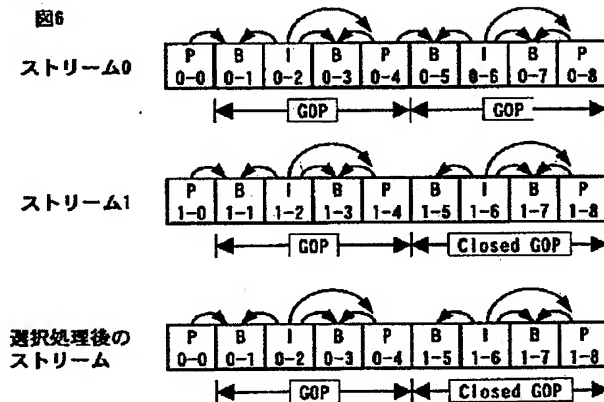 図6
ストリーム0
P B I B P B I B P
0-0 0-1 0-2 0-3 0-4 0-5 0-6 0-7 0-8
GOP GOP
ストリーム1
P B I B P B I B P
1-0 1-1 1-2 1-3 1-4 1-5 1-6 1-7 1-8
GOP Closed GOP
選択処理後の
ストリーム
P B I B P B I B P
0-0 0-1 0-2 0-3 0-4 1-5 1-6 1-7 1-8
GOP Closed GOP